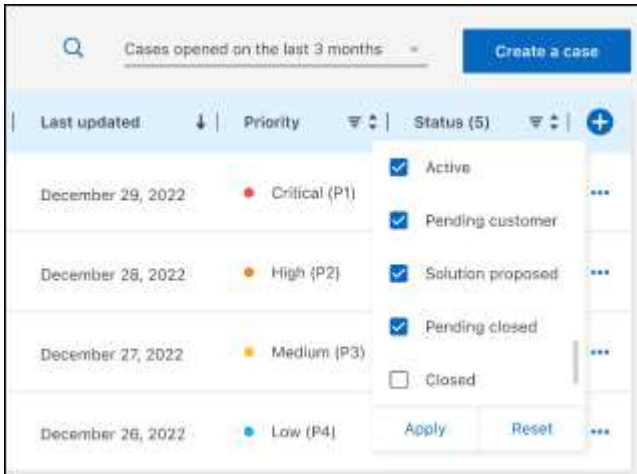 Cases opened on the last 3 months
Create a case
Last updated
Priority
Status (5)
Active
December 29, 2022
Critical (P1)
Pending customer
December 28, 2022
High (P2)
Solution proposed
Pending closed
December 27, 2022
Medium (P3)
Closed
December 26, 2022
Low (P4)
Apply
Reset